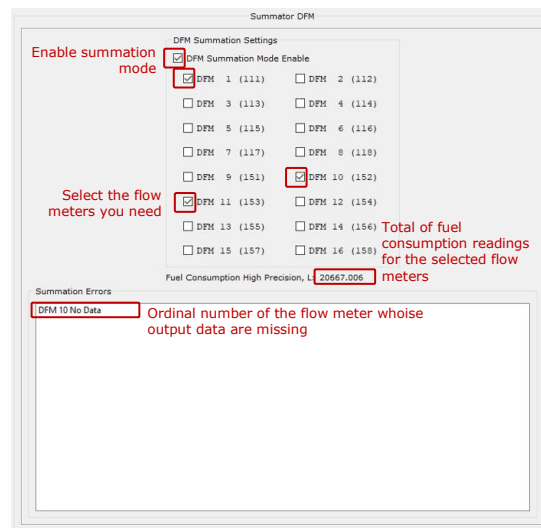 Summator DFM
DFM Summation Settings
Enable summation
mode
DFM Summation Mode Enable
DFM 1 (111) DFM 2 (112)
DFM 3 (113) DFM 4 (114)
DFM 5 (115) DFM 6 (116)
DFM 7 (117) DFM 8 (118)
DFM 9 (151) DFM 10 (152)
Select the flow
meters you need
DFM 11 (153) DFM 12 (154)
DFM 13 (155) DFM 14 (156)
DFM 15 (157) DFM 16 (158)
Total of fuel
consumption readings
for the selected flow
meters
Fuel Consumption High Precision, L: 20667.006
Summation Errors
DFM 10 No Data
Ordinal number of the flow meter whoise
output data are missing